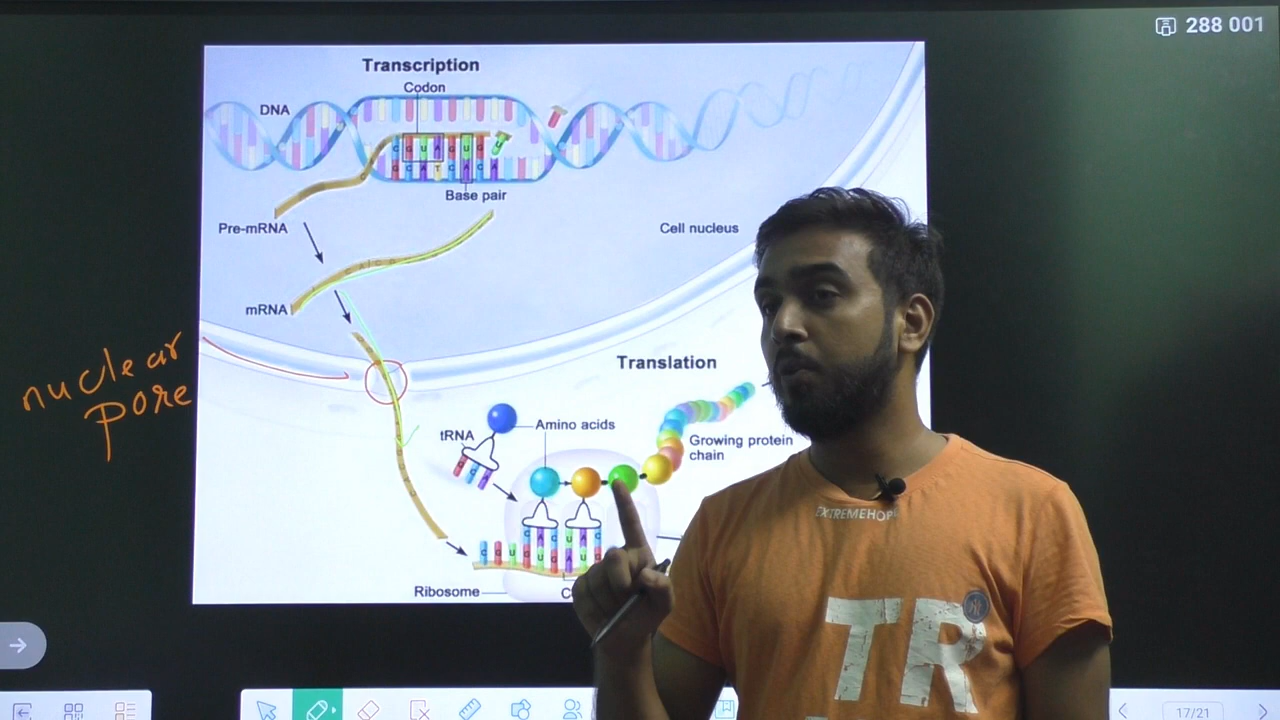 288 001
Transcription
Codon
DNA
Base pair
Pre-mRNA
Cell nucleus
mRNA
nuclear
pore
Translation
Amino acids
tRNA
Growing protein
chain
Ribosome
EXTREMEHOP
TR
17/21